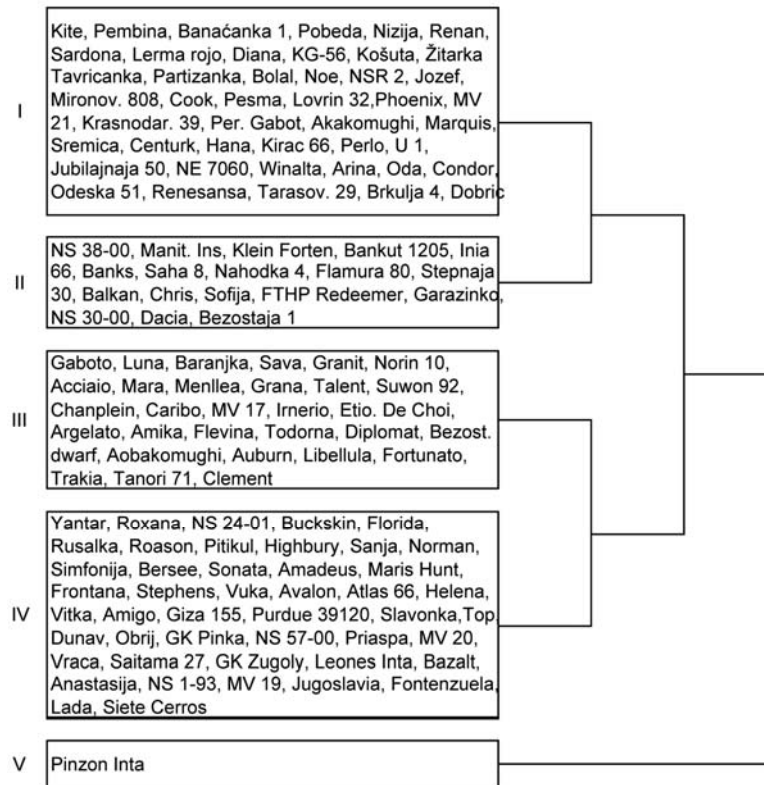 I
Kite, Pembina, Banaćanka 1, Pobeda, Nizija, Renan,
Sardona, Lerma rojo, Diana, KG-56, Košuta, Žitarka
Tavricanka, Partizanka, Bolal, Noe, NSR 2, Jozef,
Mironov. 808, Cook, Pesma, Lovrin 32,Phoenix, MV
21, Krasnodar. 39, Per. Gabot, Akakomughi, Marquis,
Sremica, Centurk, Hana, Kirac 66, Perlo, U 1,
Jubilajnaja 50, NE 7060, Winalta, Arina, Oda, Condor,
Odeska 51, Renesansa, Tarasov. 29, Brkulja 4, Dobric
II
NS 38-00, Manit. Ins, Klein Forten, Bankut 1205, Inia
66, Banks, Saha 8, Nahodka 4, Flamura 80, Stepnaja
30, Balkan, Chris, Sofija, FTHP Redeemer, Garazinko,
NS 30-00, Dacia, Bezostaja 1
III
Gaboto, Luna, Baranjka, Sava, Granit, Norin 10,
Acciaio, Mara, Menllea, Grana, Talent, Suwon 92,
Chanplein, Caribo, MV 17, Irnerio, Etio. De Choi,
Argelato, Amika, Flevina, Todorna, Diplomat, Bezost.
dwarf, Aobakomughi, Auburn, Libellula, Fortunato,
Trakia, Tanori 71, Clement
IV
Yantar, Roxana, NS 24-01, Buckskin, Florida,
Rusalka, Roason, Pitikul, Highbury, Sanja, Norman,
Simfonija, Bersee, Sonata, Amadeus, Maris Hunt,
Frontana, Stephens, Vuka, Avalon, Atlas 66, Helena,
Vitka, Amigo, Giza 155, Purdue 39120, Slavonka,Top.
Dunav, Obrij, GK Pinka, NS 57-00, Priaspa, MV 20,
Vraca, Saitama 27, GK Zugoly, Leones Inta, Bazalt,
Anastasija, NS 1-93, MV 19, Jugoslavia, Fontenzuela,
Lada, Siete Cerros
V
Pinzon Inta